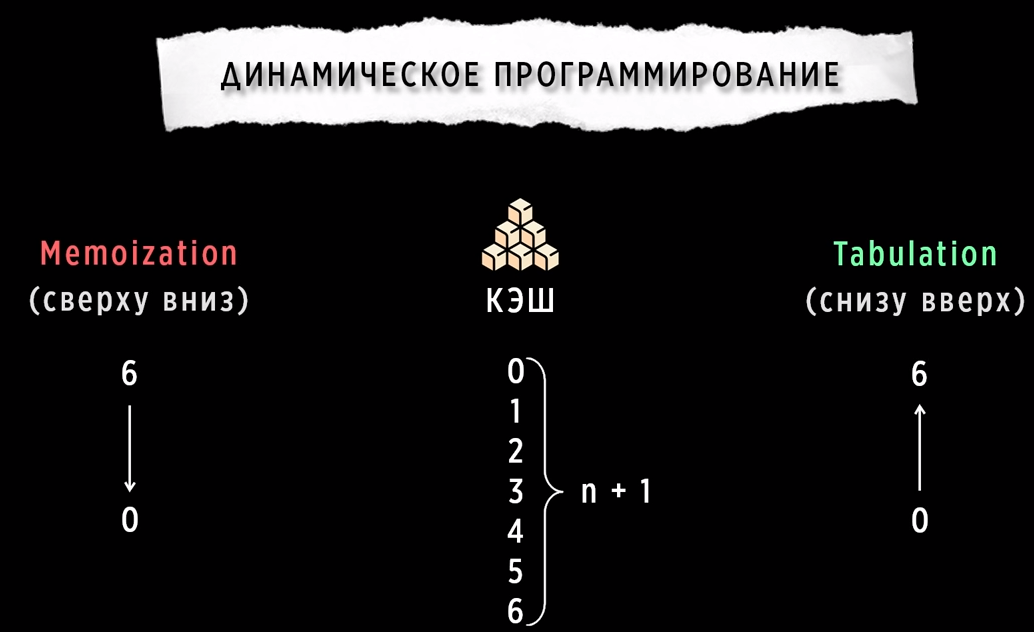 ДИНАМИЧЕСКОЕ ПРОГРАММИРОВАНИЕ
Memoization
(сверху вниз)
6
0
КЭШ
0
1
2
3
4
5
6
n + 1
Tabulation
(снизу вверх)
6
0